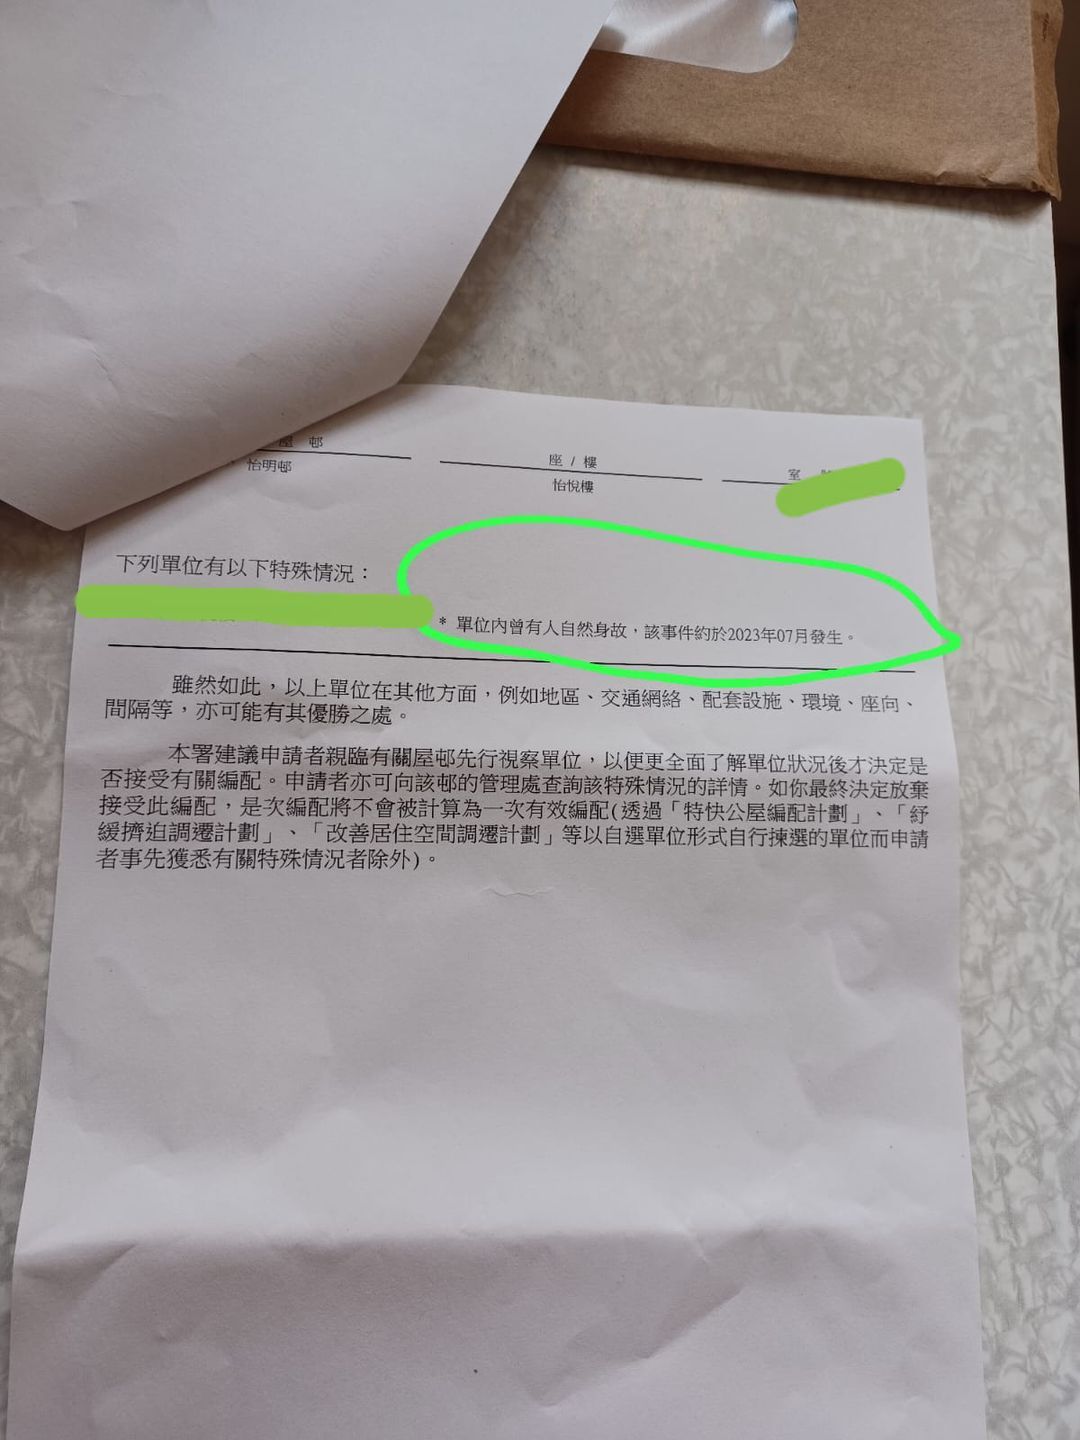 屋 邨
座 / 樓
室
怡明邨
怡悅樓
下列單位有以下特殊情況：
* 單位內曾有人自然身故，該事件約於2023年07月發生。
雖然如此，以上單位在其他方面，例如地區、交通網絡、配套設施、環境、座向、
間隔等，亦可能有其優勝之處。
本署建議申請者親臨有關屋邨先行視察單位，以便更全面了解單位狀況後才決定是
否接受有關編配。申請者亦可向該邨的管理處查詢該特殊情況的詳情。如你最終決定放棄
接受此編配，是次編配將不會被計算為一次有效編配(透過「特快公屋編配計劃」、「紓
緩擠迫調遷計劃」、「改善居住空間調遷計劃」等以自選單位形式自行揀選的單位而申請
者事先獲悉有關特殊情況者除外)。